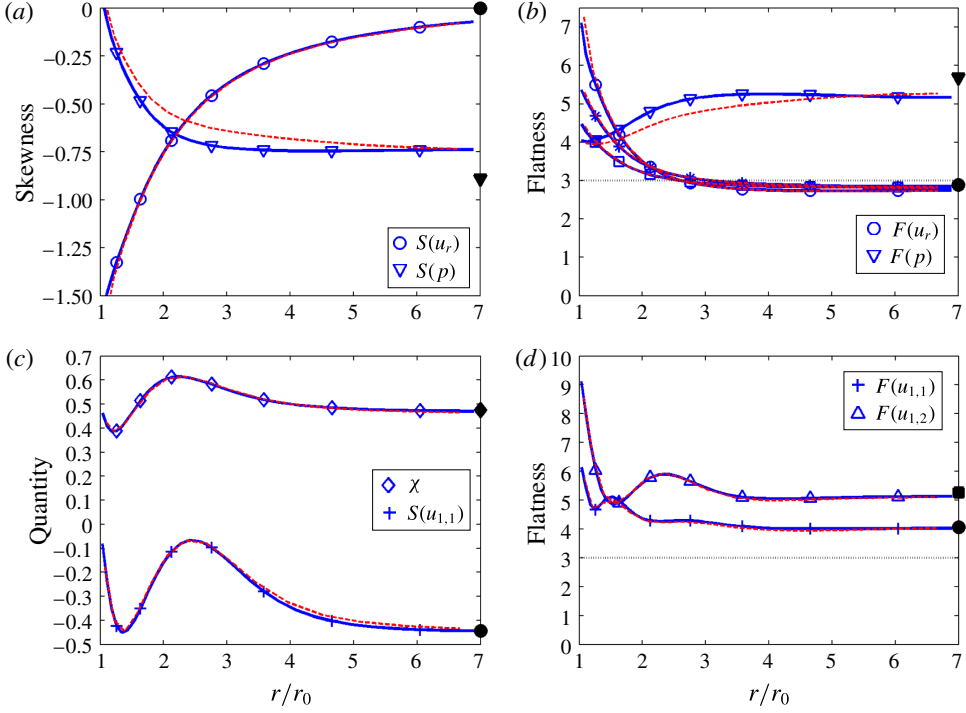 (a)
0
−0.25
−0.50
−0.75
−1.00
−1.25
−1.50
Skewness
S(u_r)
S(p)
1 2 3 4 5 6 7
(b)
7
6
5
4
3
2
1
0
Flatness
F(u_r)
F(p)
1 2 3 4 5 6 7
(c)
0.7
0.6
0.5
0.4
0.3
0.2
0.1
0
−0.1
−0.2
−0.3
−0.4
−0.5
Quantity
χ
S(u_{1,1})
1 2 3 4 5 6 7
r/r_0
(d)
10
9
8
7
6
5
4
3
2
1
0
Flatness
F(u_{1,1})
F(u_{1,2})
1 2 3 4 5 6 7
r/r_0